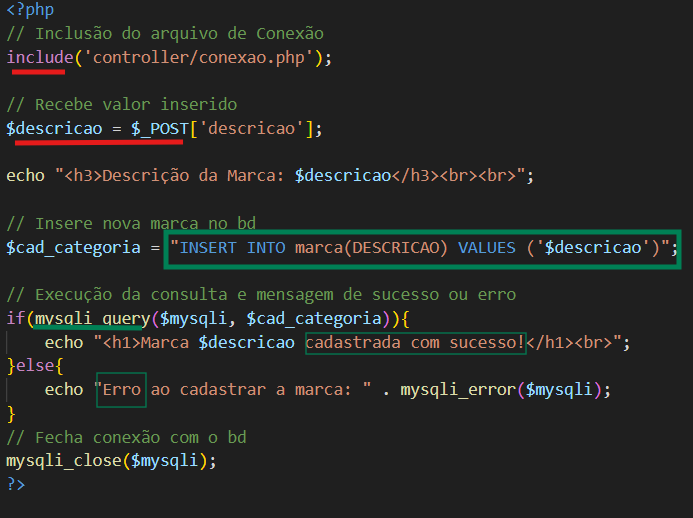 <?php
// Inclusão do arquivo de Conexão
include('controller/conexao.php');
// Recebe valor inserido
$descricao = $_POST['descricao'];
echo "<h3>Descrição da Marca: $descricao</h3><br><br>";
// Insere nova marca no bd
$cad_categoria = "INSERT INTO marca(DESCRICAO) VALUES ('$descricao')";
// Execução da consulta e mensagem de sucesso ou erro
if(mysqli_query($mysqli, $cad_categoria)){
echo "<h1>Marca $descricao cadastrada com sucesso!</h1><br>";
}else{
echo "Erro ao cadastrar a marca: " . mysqli_error($mysqli);
}
// Fecha conexão com o bd
mysqli_close($mysqli);
?>